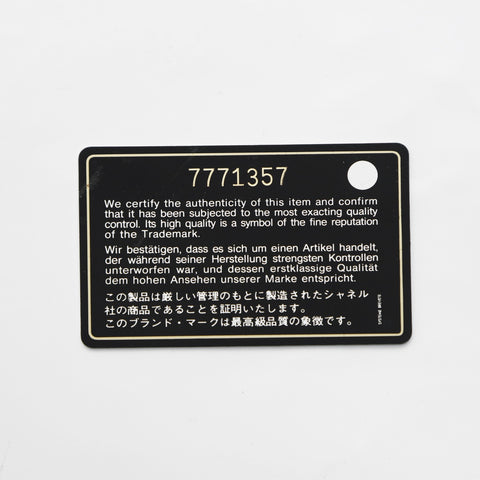 7771357
We certify the authenticity of this item and confirm
that it has been subjected to the most exacting quality
control. Its high quality is a symbol of the fine reputation
of the Trademark.
Wir bestätigen, dass es sich um einen Artikel handelt,
der während seiner Herstellung strengsten Kontrollen
unterworfen war, und dessen erstklassige Qualität
dem hohen Ansehen unserer Marke entspricht.
この製品は厳しい管理のもとに製造されたシャネル
社の商品であることを証明いたします。
このブランド・マークは最高級品質の象徴です。